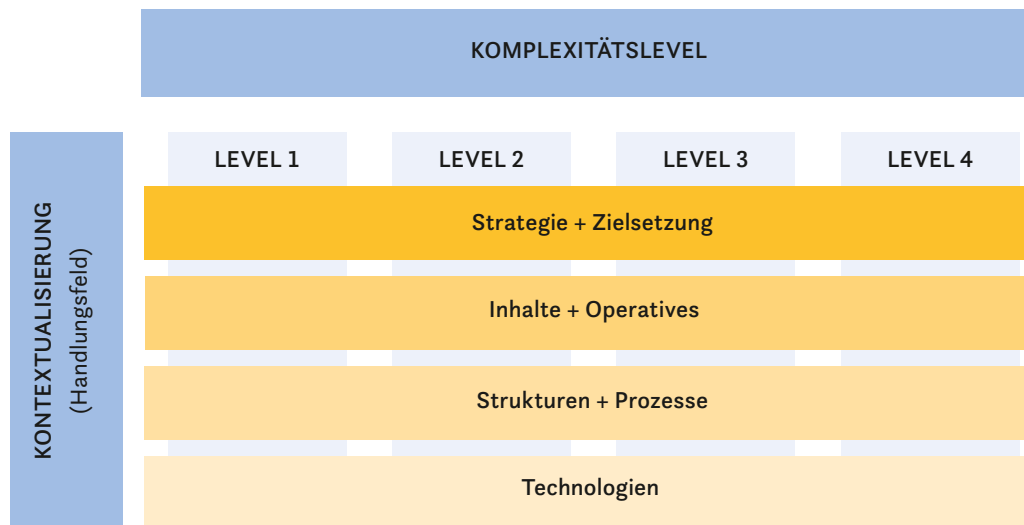 KOMPLEXITÄTSLEVEL
LEVEL 1
LEVEL 2
LEVEL 3
LEVEL 4
KONTEXTUALISIERUNG
(Handlungsfeld)
Strategie + Zielsetzung
Inhalte + Operatives
Strukturen + Prozesse
Technologien